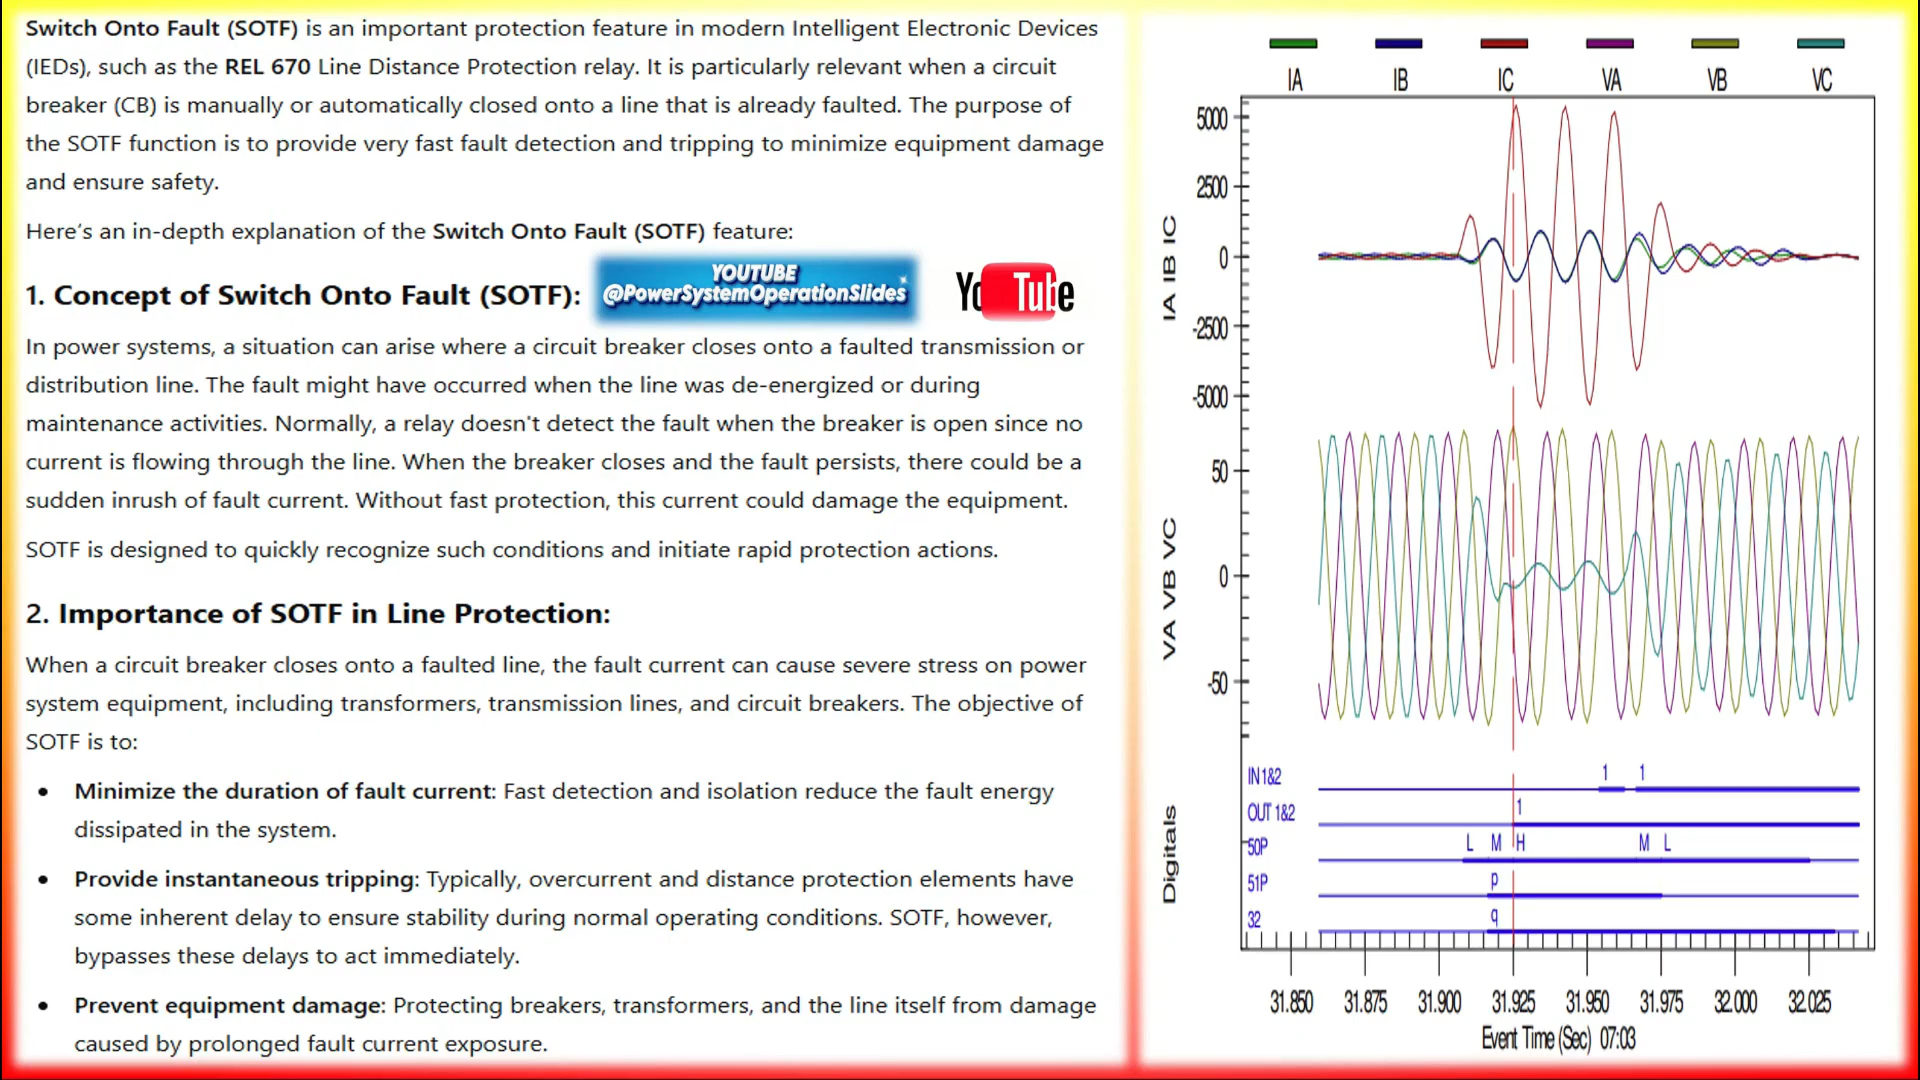 Switch Onto Fault (SOTF) is an important protection feature in modern Intelligent Electronic Devices
(IEDs), such as the REL 670 Line Distance Protection relay. It is particularly relevant when a circuit
breaker (CB) is manually or automatically closed onto a line that is already faulted. The purpose of
the SOTF function is to provide very fast fault detection and tripping to minimize equipment damage
and ensure safety.
Here's an in-depth explanation of the Switch Onto Fault (SOTF) feature:
YOUTUBE
@PowerSystemOperationSlides
YouTube
1. Concept of Switch Onto Fault (SOTF):
In power systems, a situation can arise where a circuit breaker closes onto a faulted transmission or
distribution line. The fault might have occurred when the line was de-energized or during
maintenance activities. Normally, a relay doesn't detect the fault when the breaker is open since no
current is flowing through the line. When the breaker closes and the fault persists, there could be a
sudden inrush of fault current. Without fast protection, this current could damage the equipment.
SOTF is designed to quickly recognize such conditions and initiate rapid protection actions.
2. Importance of SOTF in Line Protection:
When a circuit breaker closes onto a faulted line, the fault current can cause severe stress on power
system equipment, including transformers, transmission lines, and circuit breakers. The objective of
SOTF is to:
• Minimize the duration of fault current: Fast detection and isolation reduce the fault energy
dissipated in the system.
• Provide instantaneous tripping: Typically, overcurrent and distance protection elements have
some inherent delay to ensure stability during normal operating conditions. SOTF, however,
bypasses these delays to act immediately.
• Prevent equipment damage: Protecting breakers, transformers, and the line itself from damage
caused by prolonged fault current exposure.
IA IB IC VA VB VC
IA IB IC
5000
2500
0
-2500
-5000
VA VB VC
50
0
-50
Digitals
IN 1&2 1 1
OUT 1&2 1
50P L M H M L
51P p
32 q
31.850 31.875 31.900 31.925 31.950 31.975 32.000 32.025
Event Time (Sec) 07:03